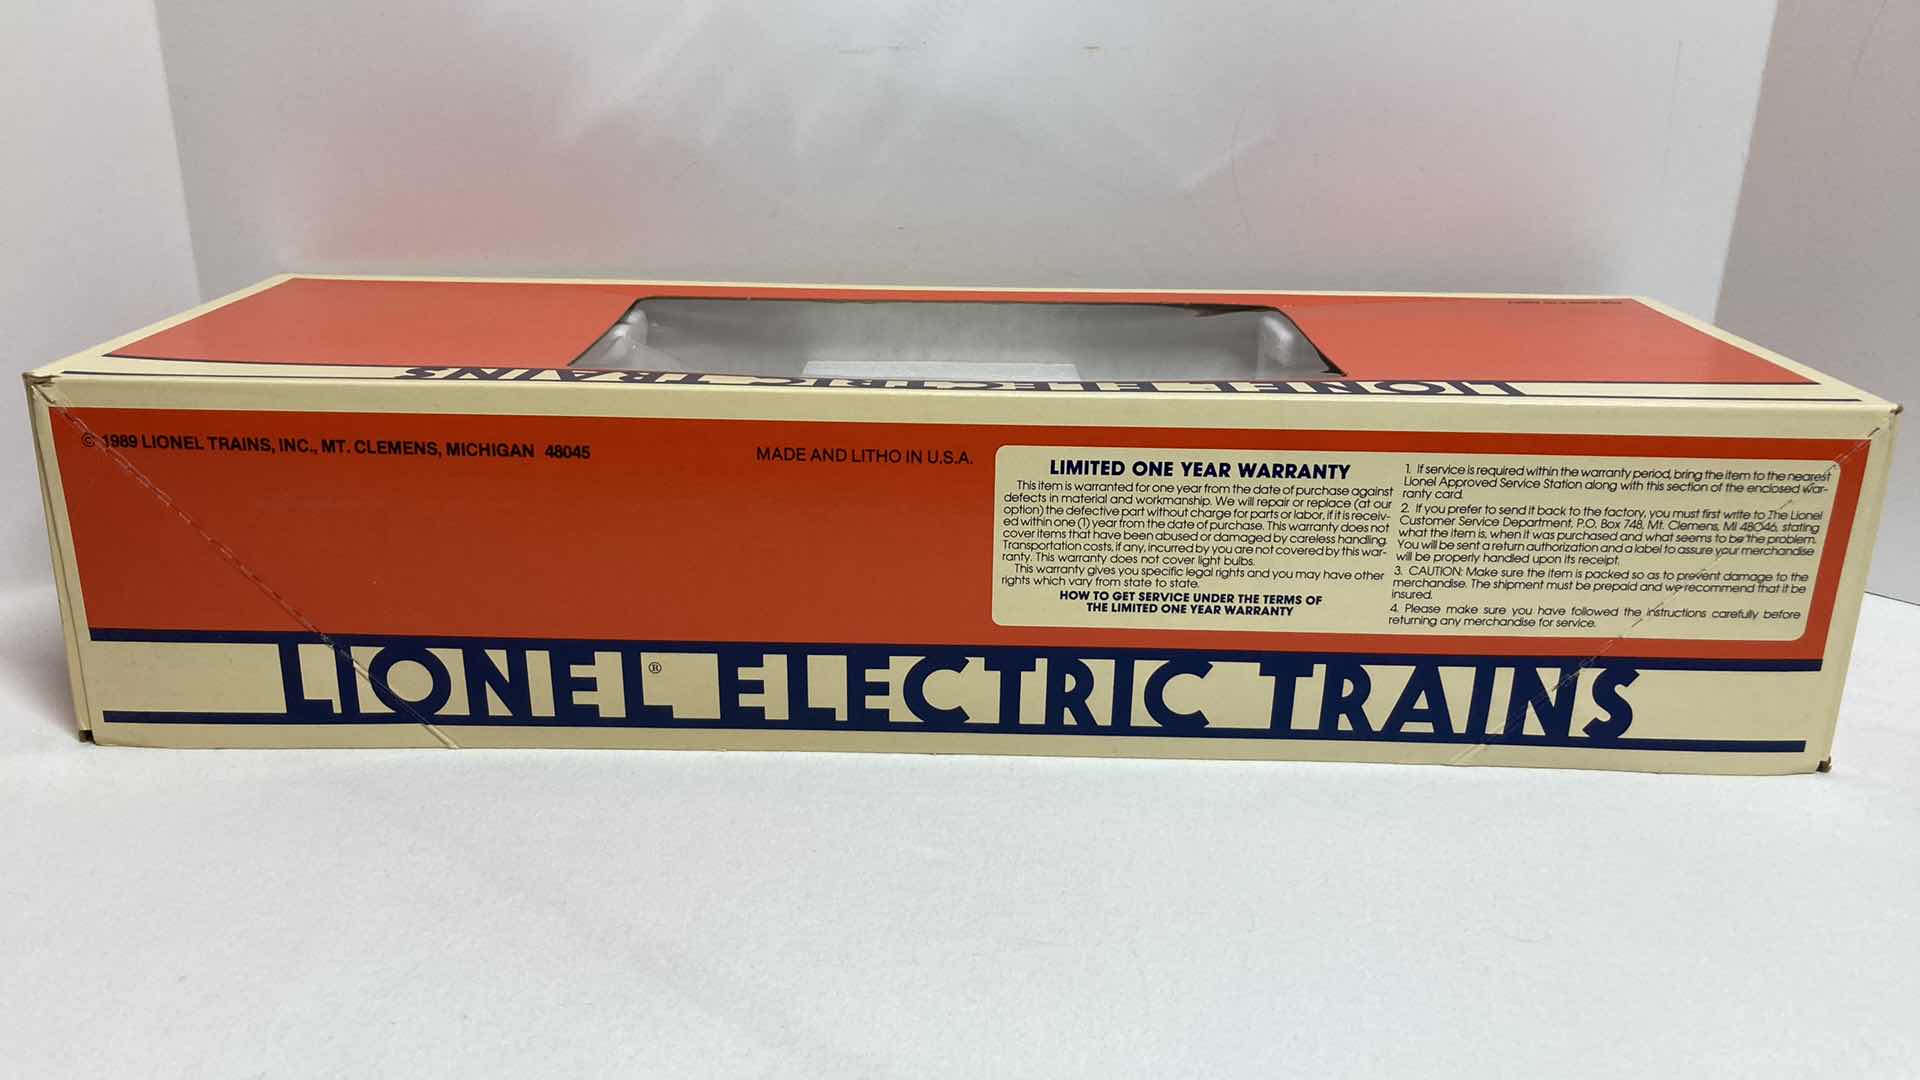 LIONEL ELECTRIC TRAINS
© 1989 LIONEL TRAINS, INC., MT. CLEMENS, MICHIGAN 48045
MADE AND LITHO IN U.S.A.
LIMITED ONE YEAR WARRANTY
This item is warranted for one year from the date of purchase against
defects in material and workmanship. We will repair or replace (at our
option) the defective part without charge for parts or labor, if it is receiv-
ed within one (1) year from the date of purchase. This warranty does not
cover items that have been abused or damaged by careless handling.
Transportation costs, if any, incurred by you are not covered by this war-
ranty. This warranty does not cover light bulbs.
This warranty gives you specific legal rights and you may have other
rights which vary from state to state.
HOW TO GET SERVICE UNDER THE TERMS OF
THE LIMITED ONE YEAR WARRANTY
1. If service is required within the warranty period, bring the item to the nearest
Lionel Approved Service Station along with this section of the enclosed war-
ranty card.
2. If you prefer to send it back to the factory, you must first write to The Lionel
Customer Service Department, P.O. Box 748, Mt. Clemens, MI 48046, stating
what the item is, when it was purchased and what seems to be the problem.
You will be sent a return authorization and a label to assure your merchandise
will be properly handled upon its receipt.
3. CAUTION: Make sure the item is packed so as to prevent damage to the
merchandise. The shipment must be prepaid and we recommend that it be
insured.
4. Please make sure you have followed the instructions carefully before
returning any merchandise for service.
LIONEL® ELECTRIC TRAINS